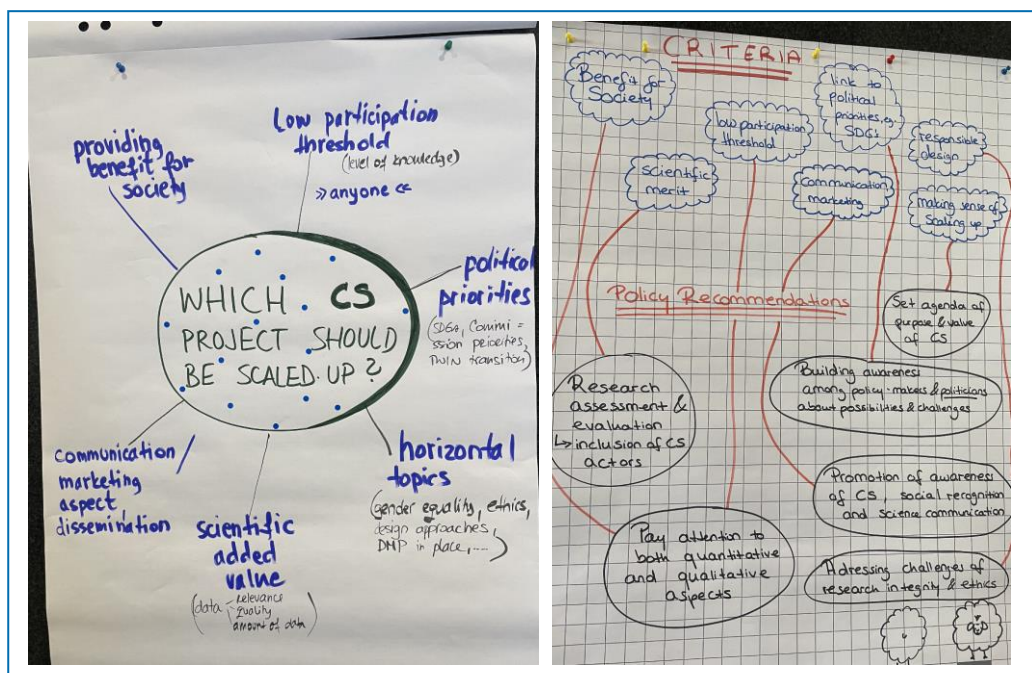 Low participation
threshold
(level of knowledge)
»anyone«
providing
benefit for
society
WHICH CS
PROJECT SHOULD
BE SCALED-UP?
political
priorities
(SDGs, Commi =
ssion priorities,
TWIN transition)
horizontal
topics
(gender equality, ethics,
design approaches,
DMP in place,....)
scientific
added
value
(data - relevance
quality
amount of data)
communication /
marketing
aspect,
dissemination
CRITERIA
Benefit for
Society
low participation
threshold
link to
political
priorities, e.g.
SDGs
responsible
design
scientific
merit
communication
marketing
making sense of
scaling up
Policy Recommendations
Set agenda of
purpose & value
of CS
Building awareness
among policy-makers & politicians
about possibilities & challenges
Research
assessment &
evaluation
↳ inclusion of CS
actors
Promotion of awareness
of CS, social recognition
and science communication
Pay attention to
both quantitative
and qualitative
aspects
Adressing challenges of
research integrity & ethics